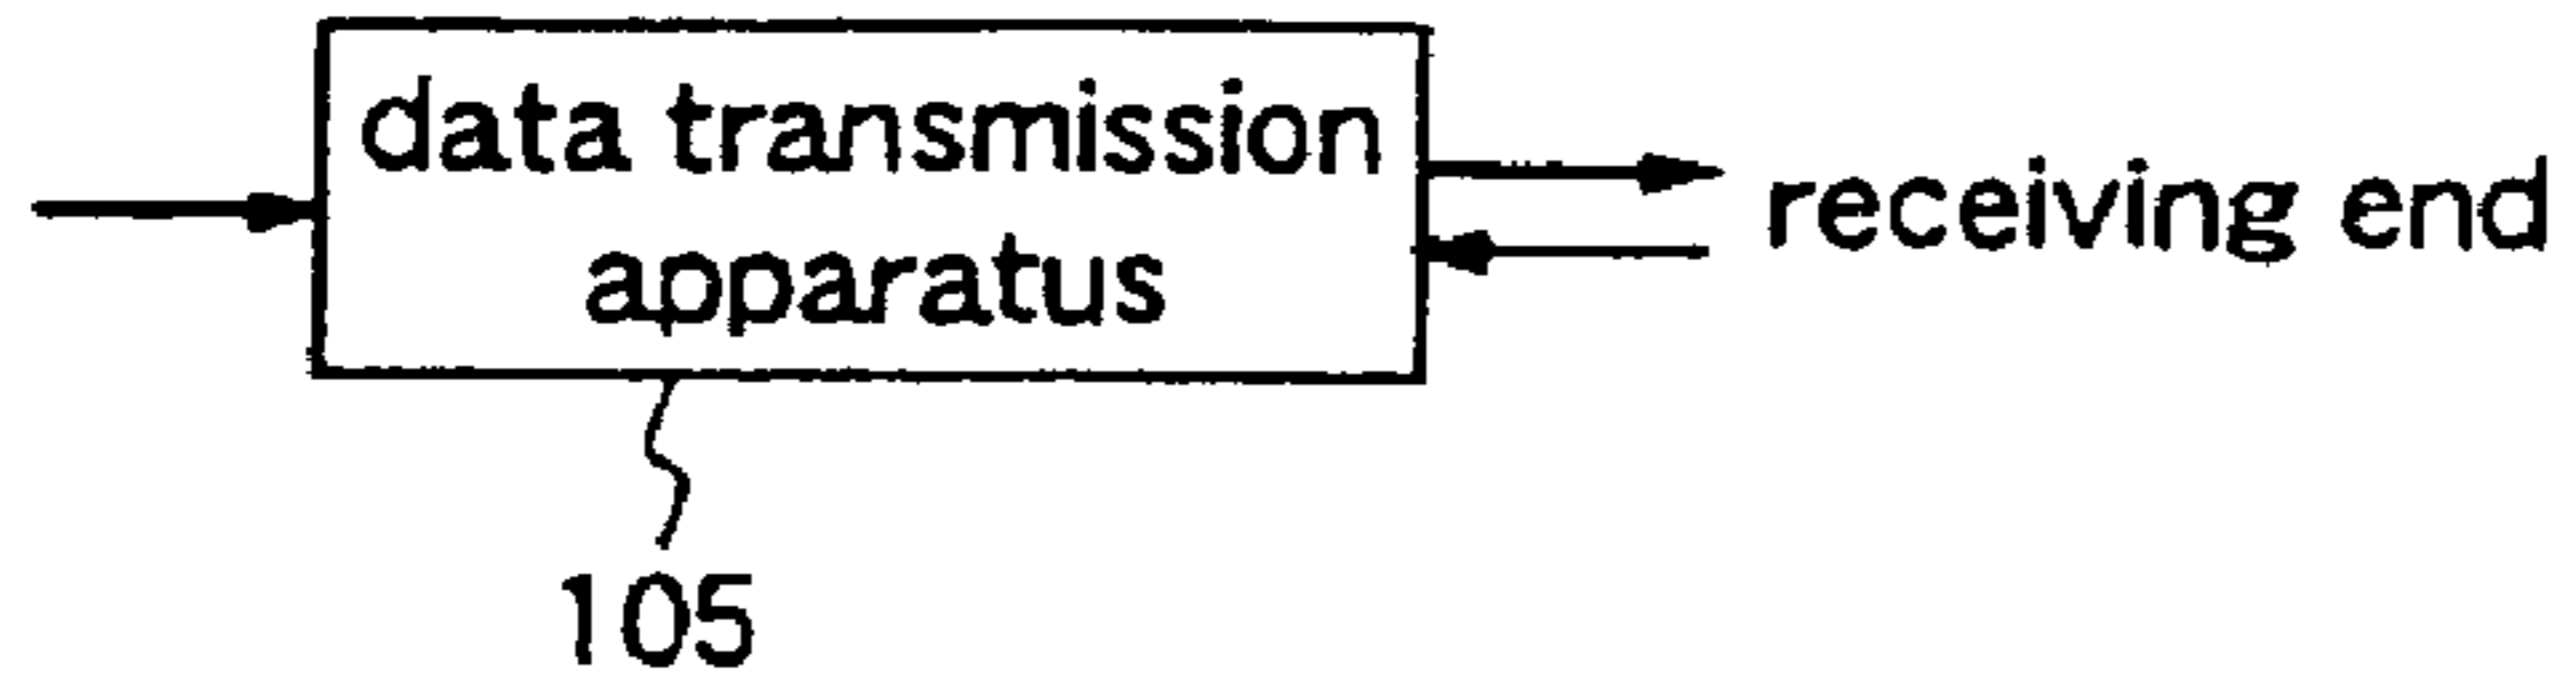 data transmission
apparatus
receiving end
105